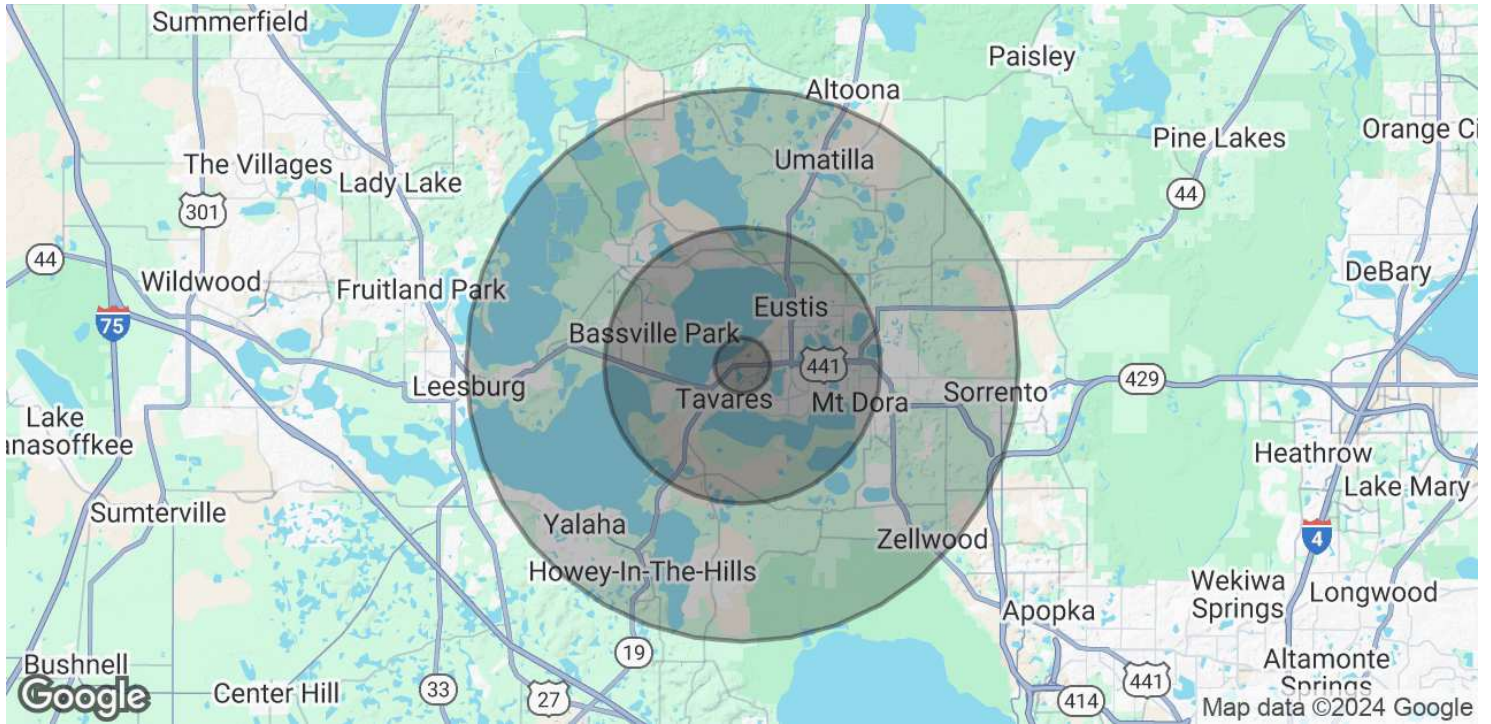 Summerfield
Paisley
Altoona
Orange Ci
Pine Lakes
The Villages
Umatilla
Lady Lake
301
44
44
Wildwood
DeBary
Fruitland Park
Eustis
75
Bassville Park
441
Leesburg
Tavares
Mt Dora
Sorrento
429
Lake
anasoffkee
Heathrow
Lake Mary
Sumterville
Yalaha
Zellwood
4
Howey-In-The-Hills
Wekiwa
Springs
Longwood
Apopka
19
Bushnell
Center Hill
33
27
441
414
Altamonte
Springs
Google
Map data ©2024 Google